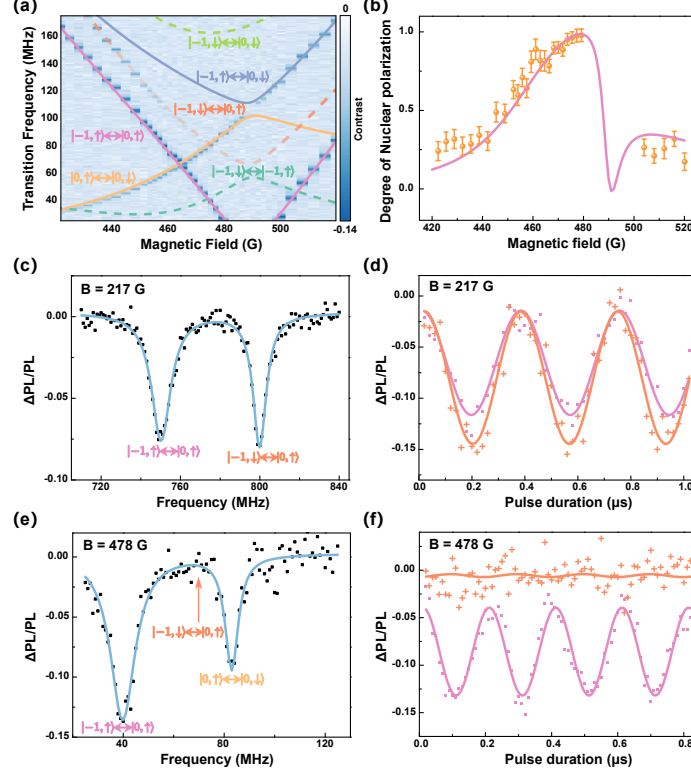 (a)
(b)
Transition Frequency (MHz)
160
140
120
100
80
60
40
440
460
480
500
Magnetic Field (G)
|−1,↓⟩↔|0,↓⟩
|−1,↑⟩↔|0,↓⟩
|−1,↓⟩↔|0,↑⟩
|−1,↑⟩↔|0,↑⟩
|0,↑⟩↔|0,↓⟩
|−1,↓⟩↔|−1,↑⟩
0
Contrast
-0.14
Degree of Nuclear polarization
1.0
0.5
0.0
420
440
460
480
500
520
Magnetic field (G)
(c)
B = 217 G
ΔPL/PL
0.00
-0.05
-0.10
|−1,↑⟩↔|0,↑⟩
|−1,↓⟩↔|0,↑⟩
720
760
800
840
Frequency (MHz)
(d)
B = 217 G
ΔPL/PL
0.00
-0.05
-0.10
-0.15
0.0
0.2
0.4
0.6
0.8
1.0
Pulse duration (μs)
(e)
B = 478 G
ΔPL/PL
0.00
-0.05
-0.10
-0.15
|−1,↓⟩↔|0,↑⟩
|0,↑⟩↔|0,↓⟩
|−1,↑⟩↔|0,↑⟩
40
80
120
Frequency (MHz)
(f)
B = 478 G
ΔPL/PL
0.00
-0.05
-0.10
-0.15
0.0
0.2
0.4
0.6
0.8
Pulse duration (μs)